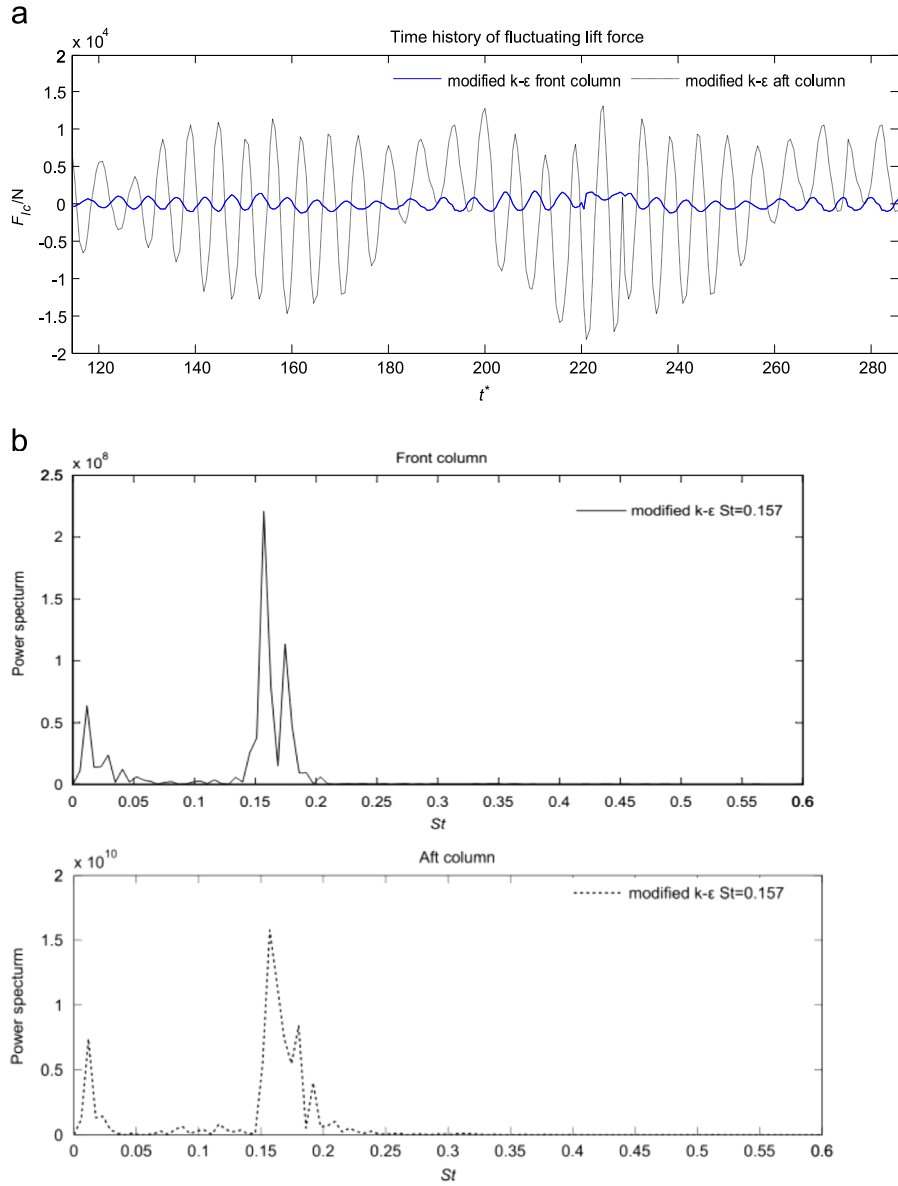 a
× 10⁴
Time history of fluctuating lift force
modified k-ε front column
modified k-ε aft column
2
1.5
1
0.5
0
-0.5
-1
-1.5
-2
F_lc/N
120 140 160 180 200 220 240 260 280
t*
b
× 10⁸
Front column
modified k-ε St=0.157
2.5
2
1.5
1
0.5
0
Power specturm
0 0.05 0.1 0.15 0.2 0.25 0.3 0.35 0.4 0.45 0.5 0.55 0.6
St
× 10¹⁰
Aft column
modified k-ε St=0.157
2
1.5
1
0.5
0
Power specturm
0 0.05 0.1 0.15 0.2 0.25 0.3 0.35 0.4 0.45 0.5 0.55 0.6
St